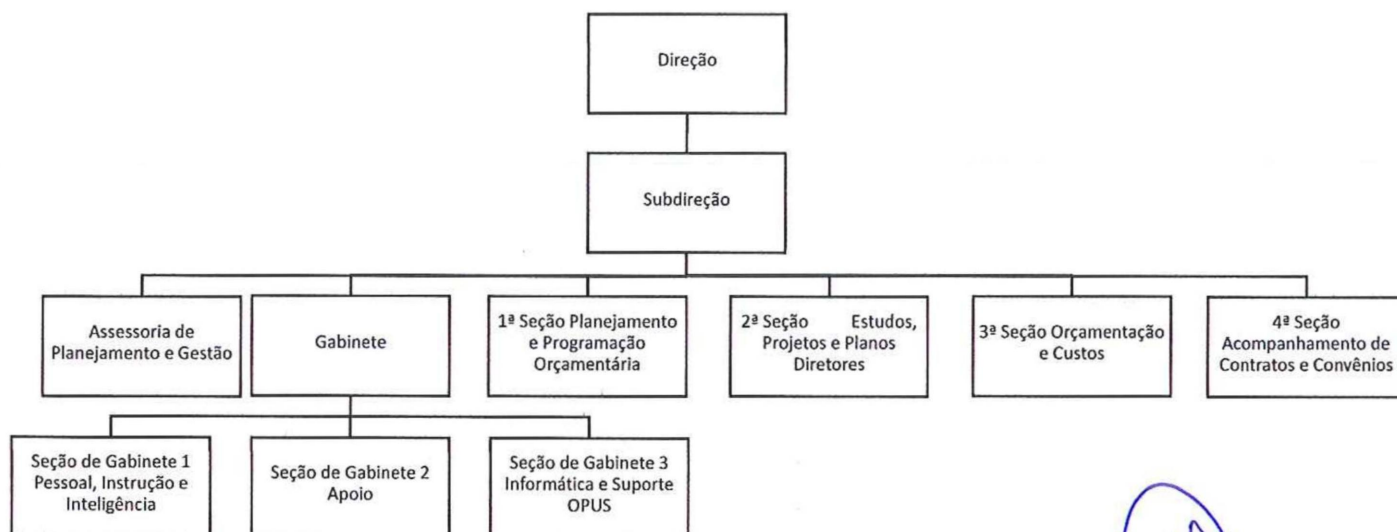 Direção
Subdireção
Assessoria de
Planejamento e Gestão
Gabinete
1ª Seção Planejamento
e Programação
Orçamentária
2ª Seção Estudos,
Projetos e Planos
Diretores
3ª Seção Orçamentação
e Custos
4ª Seção
Acompanhamento de
Contratos e Convênios
Seção de Gabinete 1
Pessoal, Instrução e
Inteligência
Seção de Gabinete 2
Apoio
Seção de Gabinete 3
Informática e Suporte
OPUS